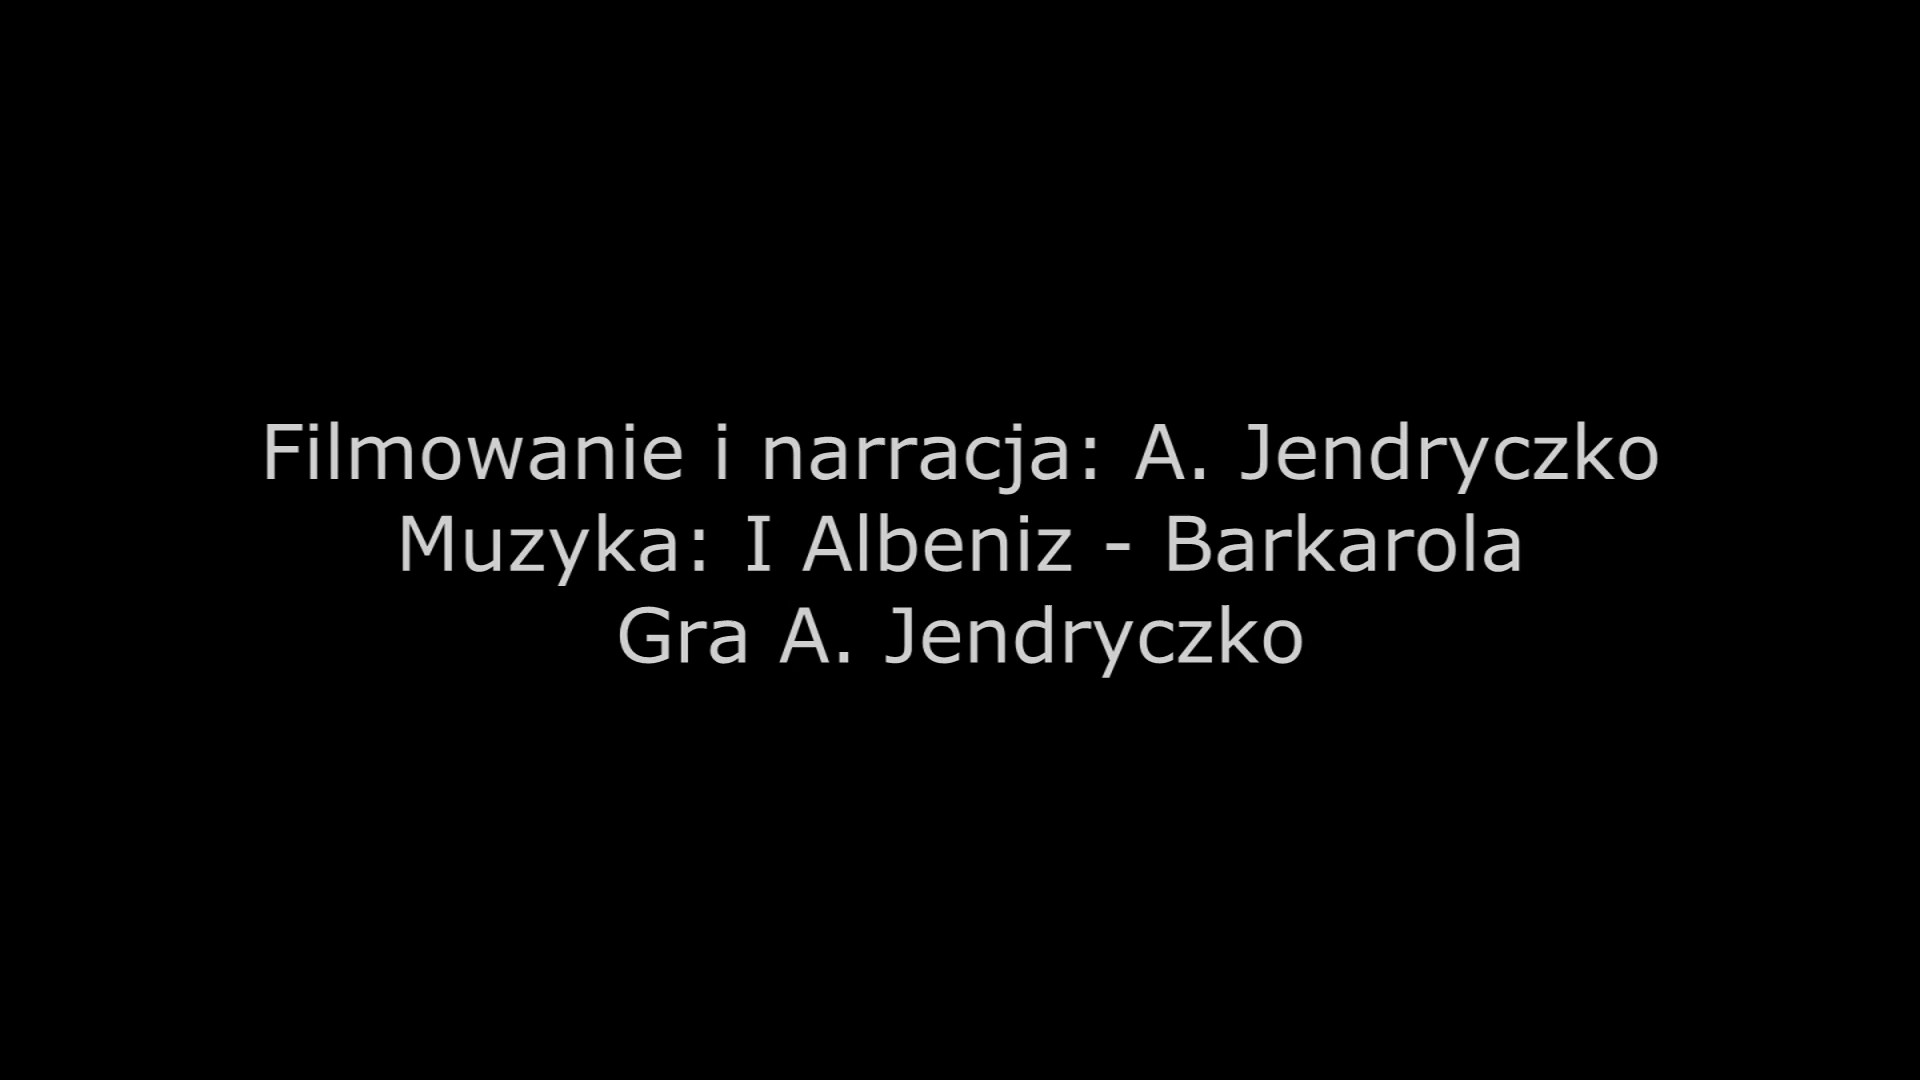 Filmowanie i narracja: A. Jendryczko
Muzyka: I Albeniz - Barkarola
Gra A. Jendryczko